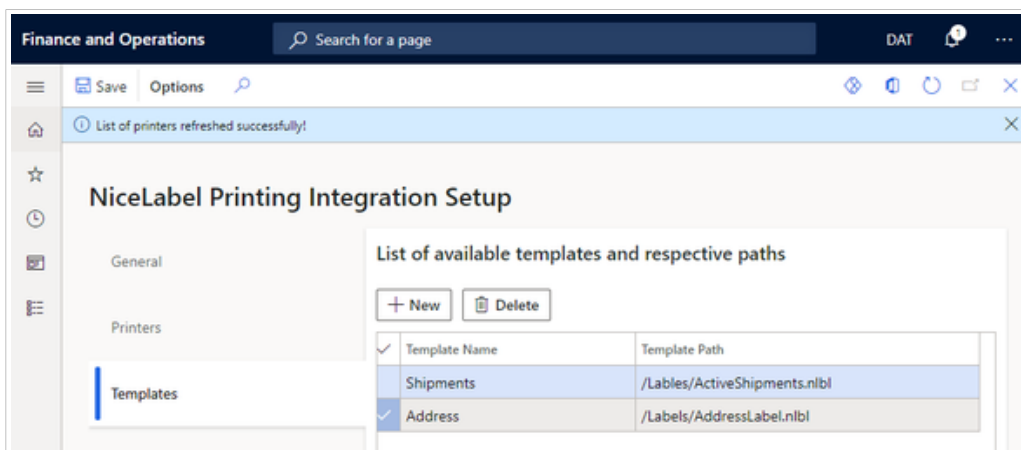 Finance and Operations
Search for a page
DAT
1
Save Options
List of printers refreshed successfully!
NiceLabel Printing Integration Setup
General
Printers
Templates
List of available templates and respective paths
New Delete
Template Name Template Path
Shipments /Lables/ActiveShipments.nlbl
Address /Labels/AddressLabel.nlbl